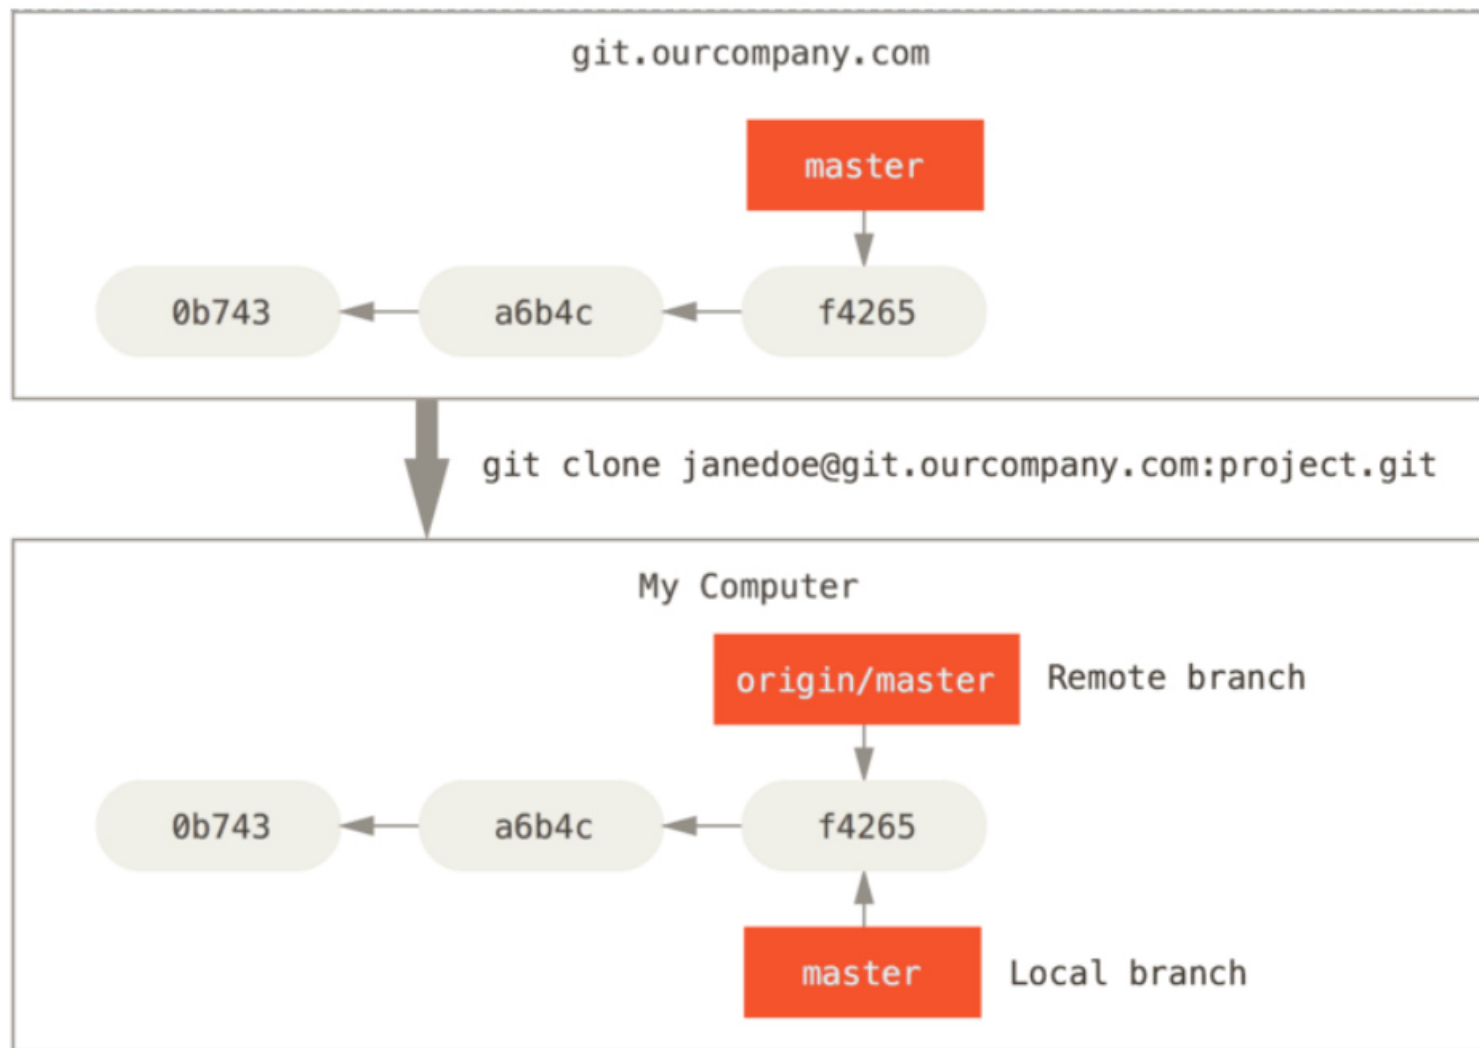 git.ourcompany.com
master
0b743
a6b4c
f4265
git clone janedoe@git.ourcompany.com:project.git
My Computer
origin/master
Remote branch
0b743
a6b4c
f4265
master
Local branch